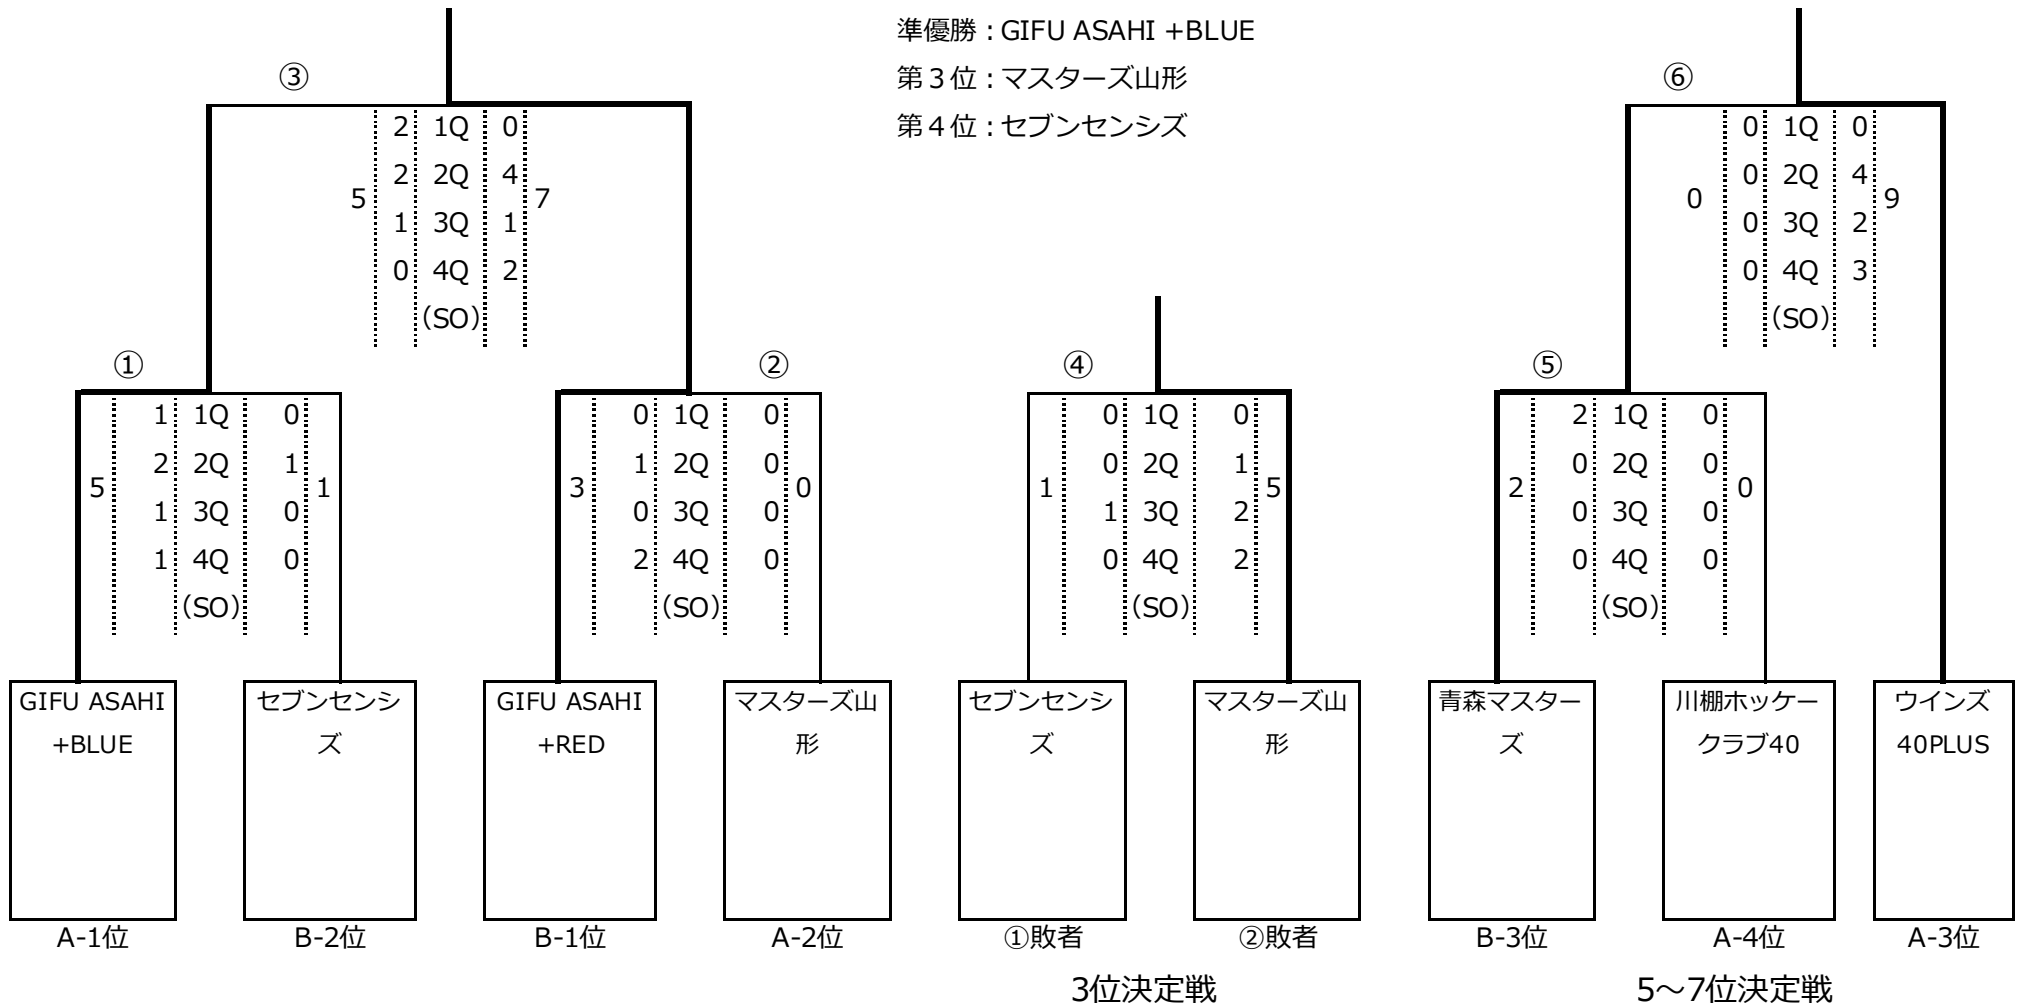 準優勝：GIFU ASAHI +BLUE
第３位：マスターズ山形
第４位：セブンセンシズ
③
2 1Q 0
2 2Q 4
5 7
1 3Q 1
0 4Q 2
（SO）
⑥
0 1Q 0
0 2Q 4
0 9
0 3Q 2
0 4Q 3
（SO）
①
1 1Q 0
2 2Q 1
5 1
1 3Q 0
1 4Q 0
（SO）
②
0 1Q 0
1 2Q 0
3 0
0 3Q 0
2 4Q 0
（SO）
④
0 1Q 0
0 2Q 1
1 5
1 3Q 2
0 4Q 2
（SO）
⑤
2 1Q 0
0 2Q 0
2 0
0 3Q 0
0 4Q 0
（SO）
GIFU ASAHI
+BLUE
A-1位
セブンセンシ
ズ
B-2位
GIFU ASAHI
+RED
B-1位
マスターズ山
形
A-2位
セブンセンシ
ズ
①敗者
マスターズ山
形
②敗者
青森マスター
ズ
B-3位
川棚ホッケー
クラブ40
A-4位
ウインズ
40PLUS
A-3位
3位決定戦
5～7位決定戦